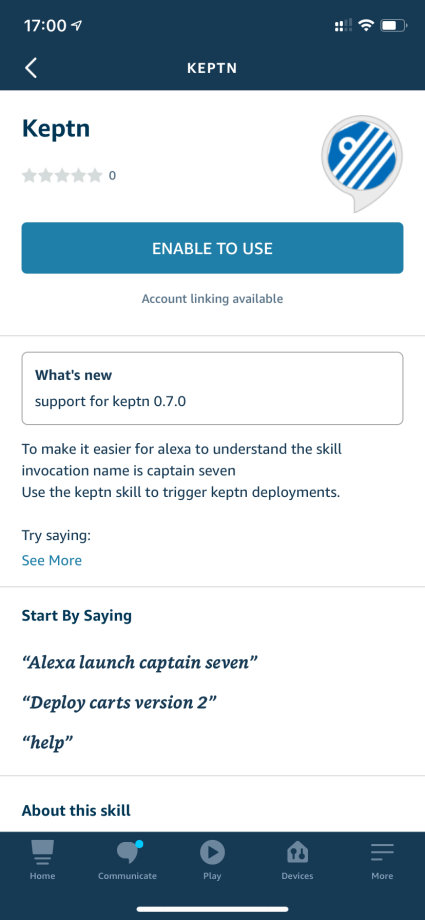 17:00
KEPTN
Keptn
0
ENABLE TO USE
Account linking available
What's new
support for keptn 0.7.0
To make it easier for alexa to understand the skill
invocation name is captain seven
Use the keptn skill to trigger keptn deployments.
Try saying:
See More
Start By Saying
“Alexa launch captain seven”
“Deploy carts version 2”
“help”
About this skill
Home Communicate Play Devices More